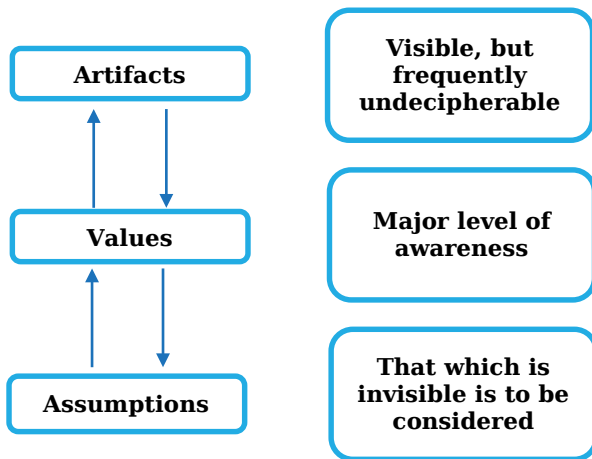 Artifacts
Visible, but
frequently
undecipherable
Values
Major level of
awareness
Assumptions
That which is
invisible is to be
considered